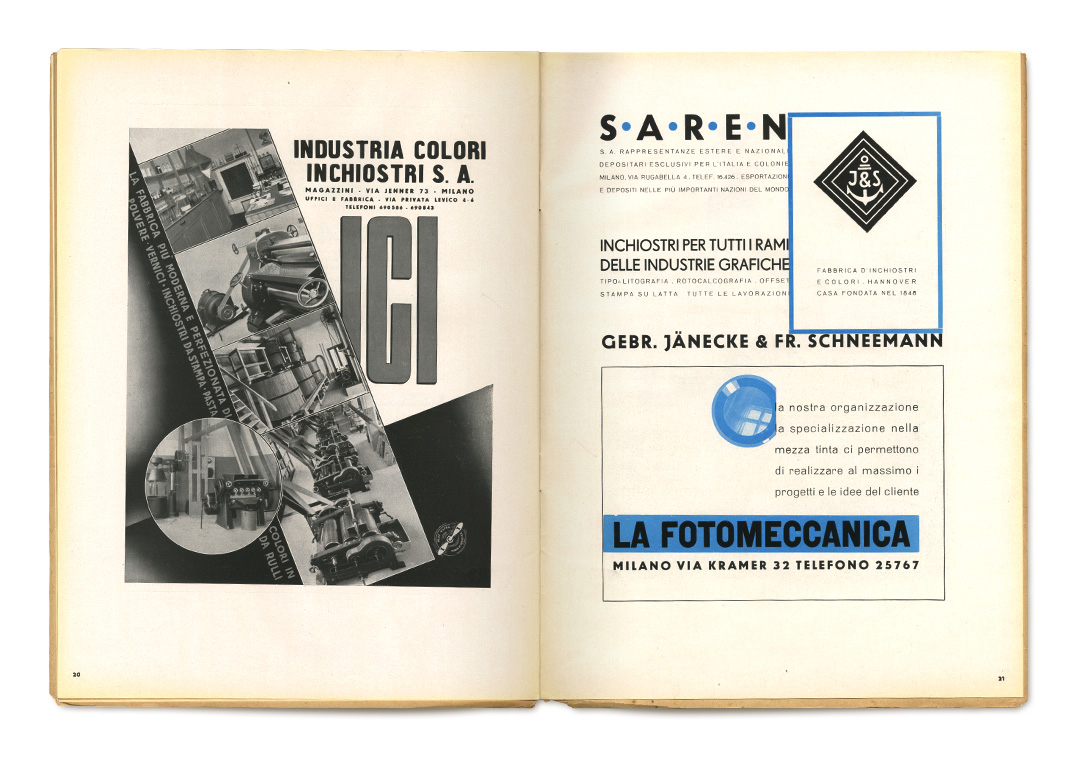 INDUSTRIA COLORI
INCHIOSTRI S. A.
MAGAZZINI - VIA JENNER 73 - MILANO
UFFICI E FABBRICA - VIA PRIVATA LEVICO 4-6
TELEFONI 690566 - 690842
ICI
LA FABBRICA PIÙ MODERNA E PERFEZIONATA DI
COLORI IN
POLVERE VERNICI·INCHIOSTRI DA STAMPA·PASTA
DA RULLI
20
S·A·R·E·N
S. A. RAPPRESENTANZE ESTERE E NAZIONALI
DEPOSITARI ESCLUSIVI PER L'ITALIA E COLONIE
MILANO, VIA RUGABELLA 4. TELEF. 16,426. ESPORTAZIONI
E DEPOSITI NELLE PIÙ IMPORTANTI NAZIONI DEL MONDO
INCHIOSTRI PER TUTTI I RAMI
DELLE INDUSTRIE GRAFICHE
TIPO-LITOGRAFIA . ROTOCALCOGRAFIA . OFFSET
STAMPA SU LATTA TUTTE LE LAVORAZIONI
J&S
FABBRICA D'INCHIOSTRI
E COLORI . HANNOVER
CASA FONDATA NEL 1846
GEBR. JÄNECKE & FR. SCHNEEMANN
la nostra organizzazione
la specializzazione nella
mezza tinta ci permettono
di realizzare al massimo i
progetti e le idee del cliente
LA FOTOMECCANICA
MILANO VIA KRAMER 32 TELEFONO 25767
21